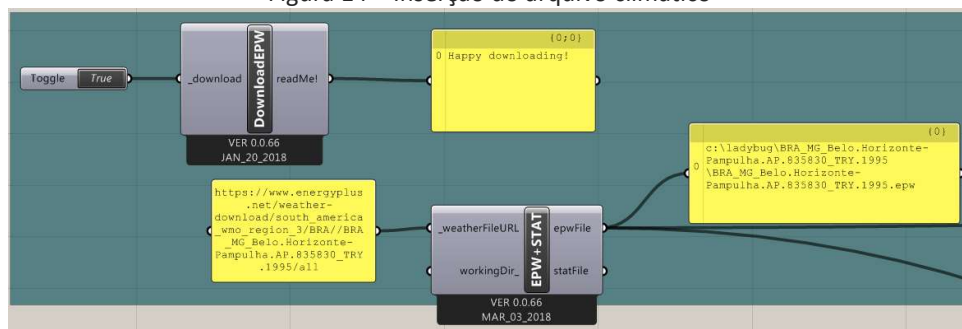 Figura 14 – Inserção de arquivo climático
Toggle True
_download
DownloadEPW
readMe!
VER 0.0.66
JAN_20_2018
{0;0}
0 Happy downloading!
https://www.energyplus
.net/weather-
download/south_america
_wmo_region_3/BRA//BRA
_MG_Belo.Horizonte-
Pampulha.AP.835830_TRY
.1995/all
_weatherFileURL
workingDir_
EPW+STAT
epwFile
statFile
VER 0.0.66
MAR_03_2018
{0}
0
c:\ladybug\BRA_MG_Belo.Horizonte-
Pampulha.AP.835830_TRY.1995
\BRA_MG_Belo.Horizonte-
Pampulha.AP.835830_TRY.1995.epw